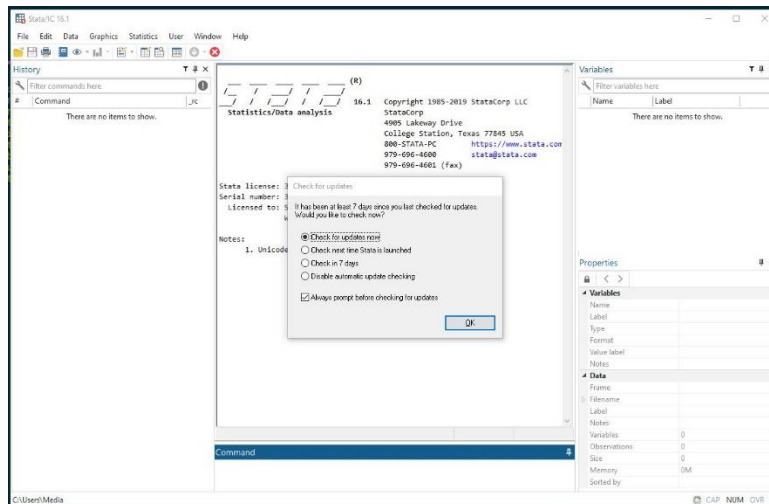 Stata/IC 16.1
File Edit Data Graphics Statistics User Window Help
History
Filter commands here
# Command _rc
There are no items to show.
(R)
16.1 Copyright 1985-2019 StataCorp LLC
Statistics/Data analysis StataCorp
4905 Lakeway Drive
College Station, Texas 77845 USA
800-STATA-PC https://www.stata.com
979-696-4600 stata@stata.com
979-696-4601 (fax)
Stata license: 3
Serial number: 3
Licensed to: S
Notes:
1. Unicode
Check for updates
It has been at least 7 days since you last checked for updates.
Would you like to check now?
Check for updates now
Check next time Stata is launched
Check in 7 days
Disable automatic update checking
Always prompt before checking for updates
OK
Command
Variables
Filter variables here
Name Label
There are no items to show.
Properties
Variables
Name
Label
Type
Format
Value label
Notes
Data
Frame
Filename
Label
Notes
Variables 0
Observations 0
Size 0
Memory 0M
Sorted by
C:\Users\Media
CAP NUM OVR